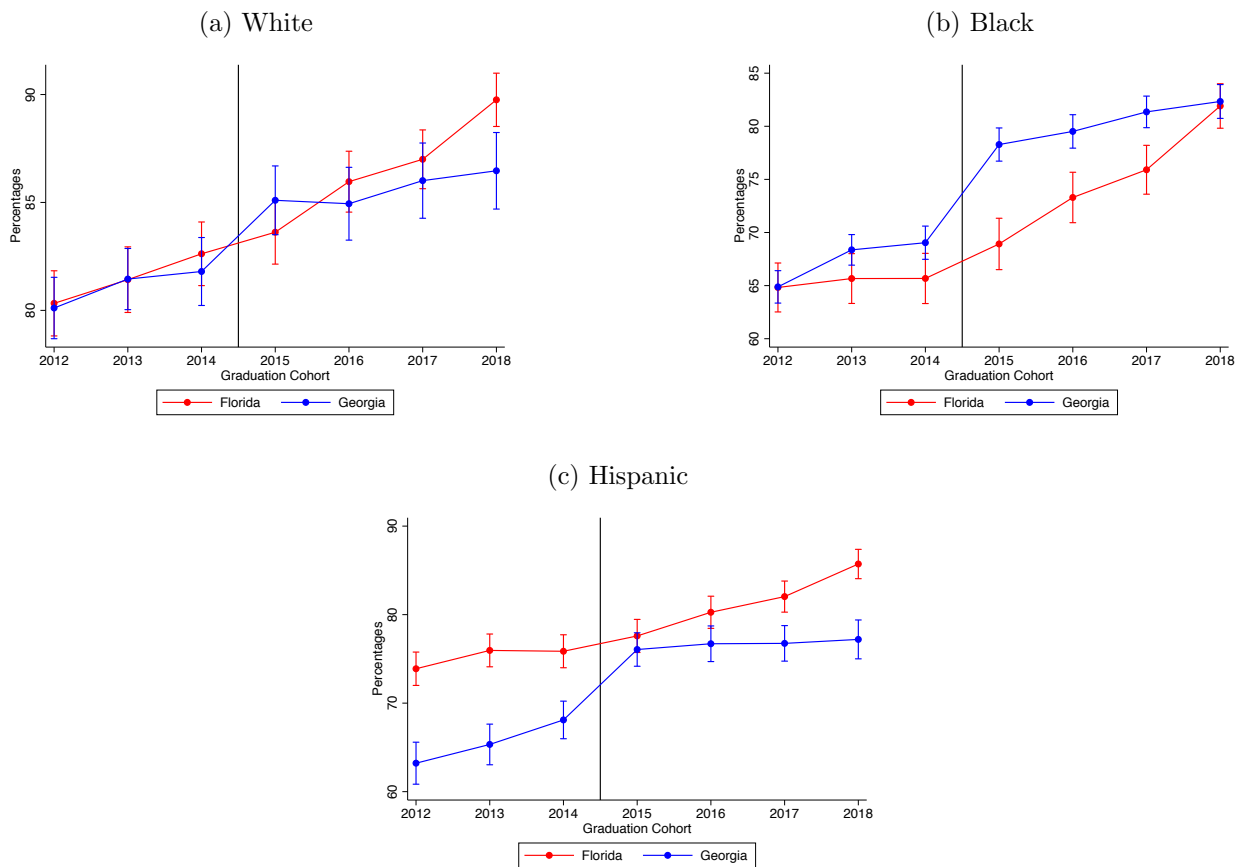 (a) White
Percentages
90
85
80
2012 2013 2014 2015 2016 2017 2018
Graduation Cohort
Florida Georgia
(b) Black
Percentages
85
80
75
70
65
60
2012 2013 2014 2015 2016 2017 2018
Graduation Cohort
Florida Georgia
(c) Hispanic
Percentages
90
80
70
60
2012 2013 2014 2015 2016 2017 2018
Graduation Cohort
Florida Georgia